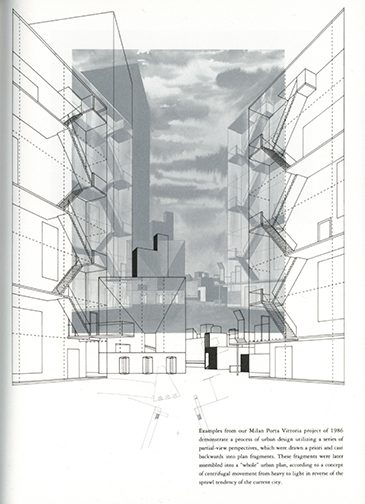 Examples from our Milan Porta Vittoria project of 1986
demonstrate a process of urban design utilizing a series of
partial-view perspectives, which were drawn a priori and cast
backwards into plan fragments. These fragments were later
assembled into a "whole" urban plan, according to a concept
of centrifugal movement from heavy to light in reverse of the
sprawl tendency of the current city.